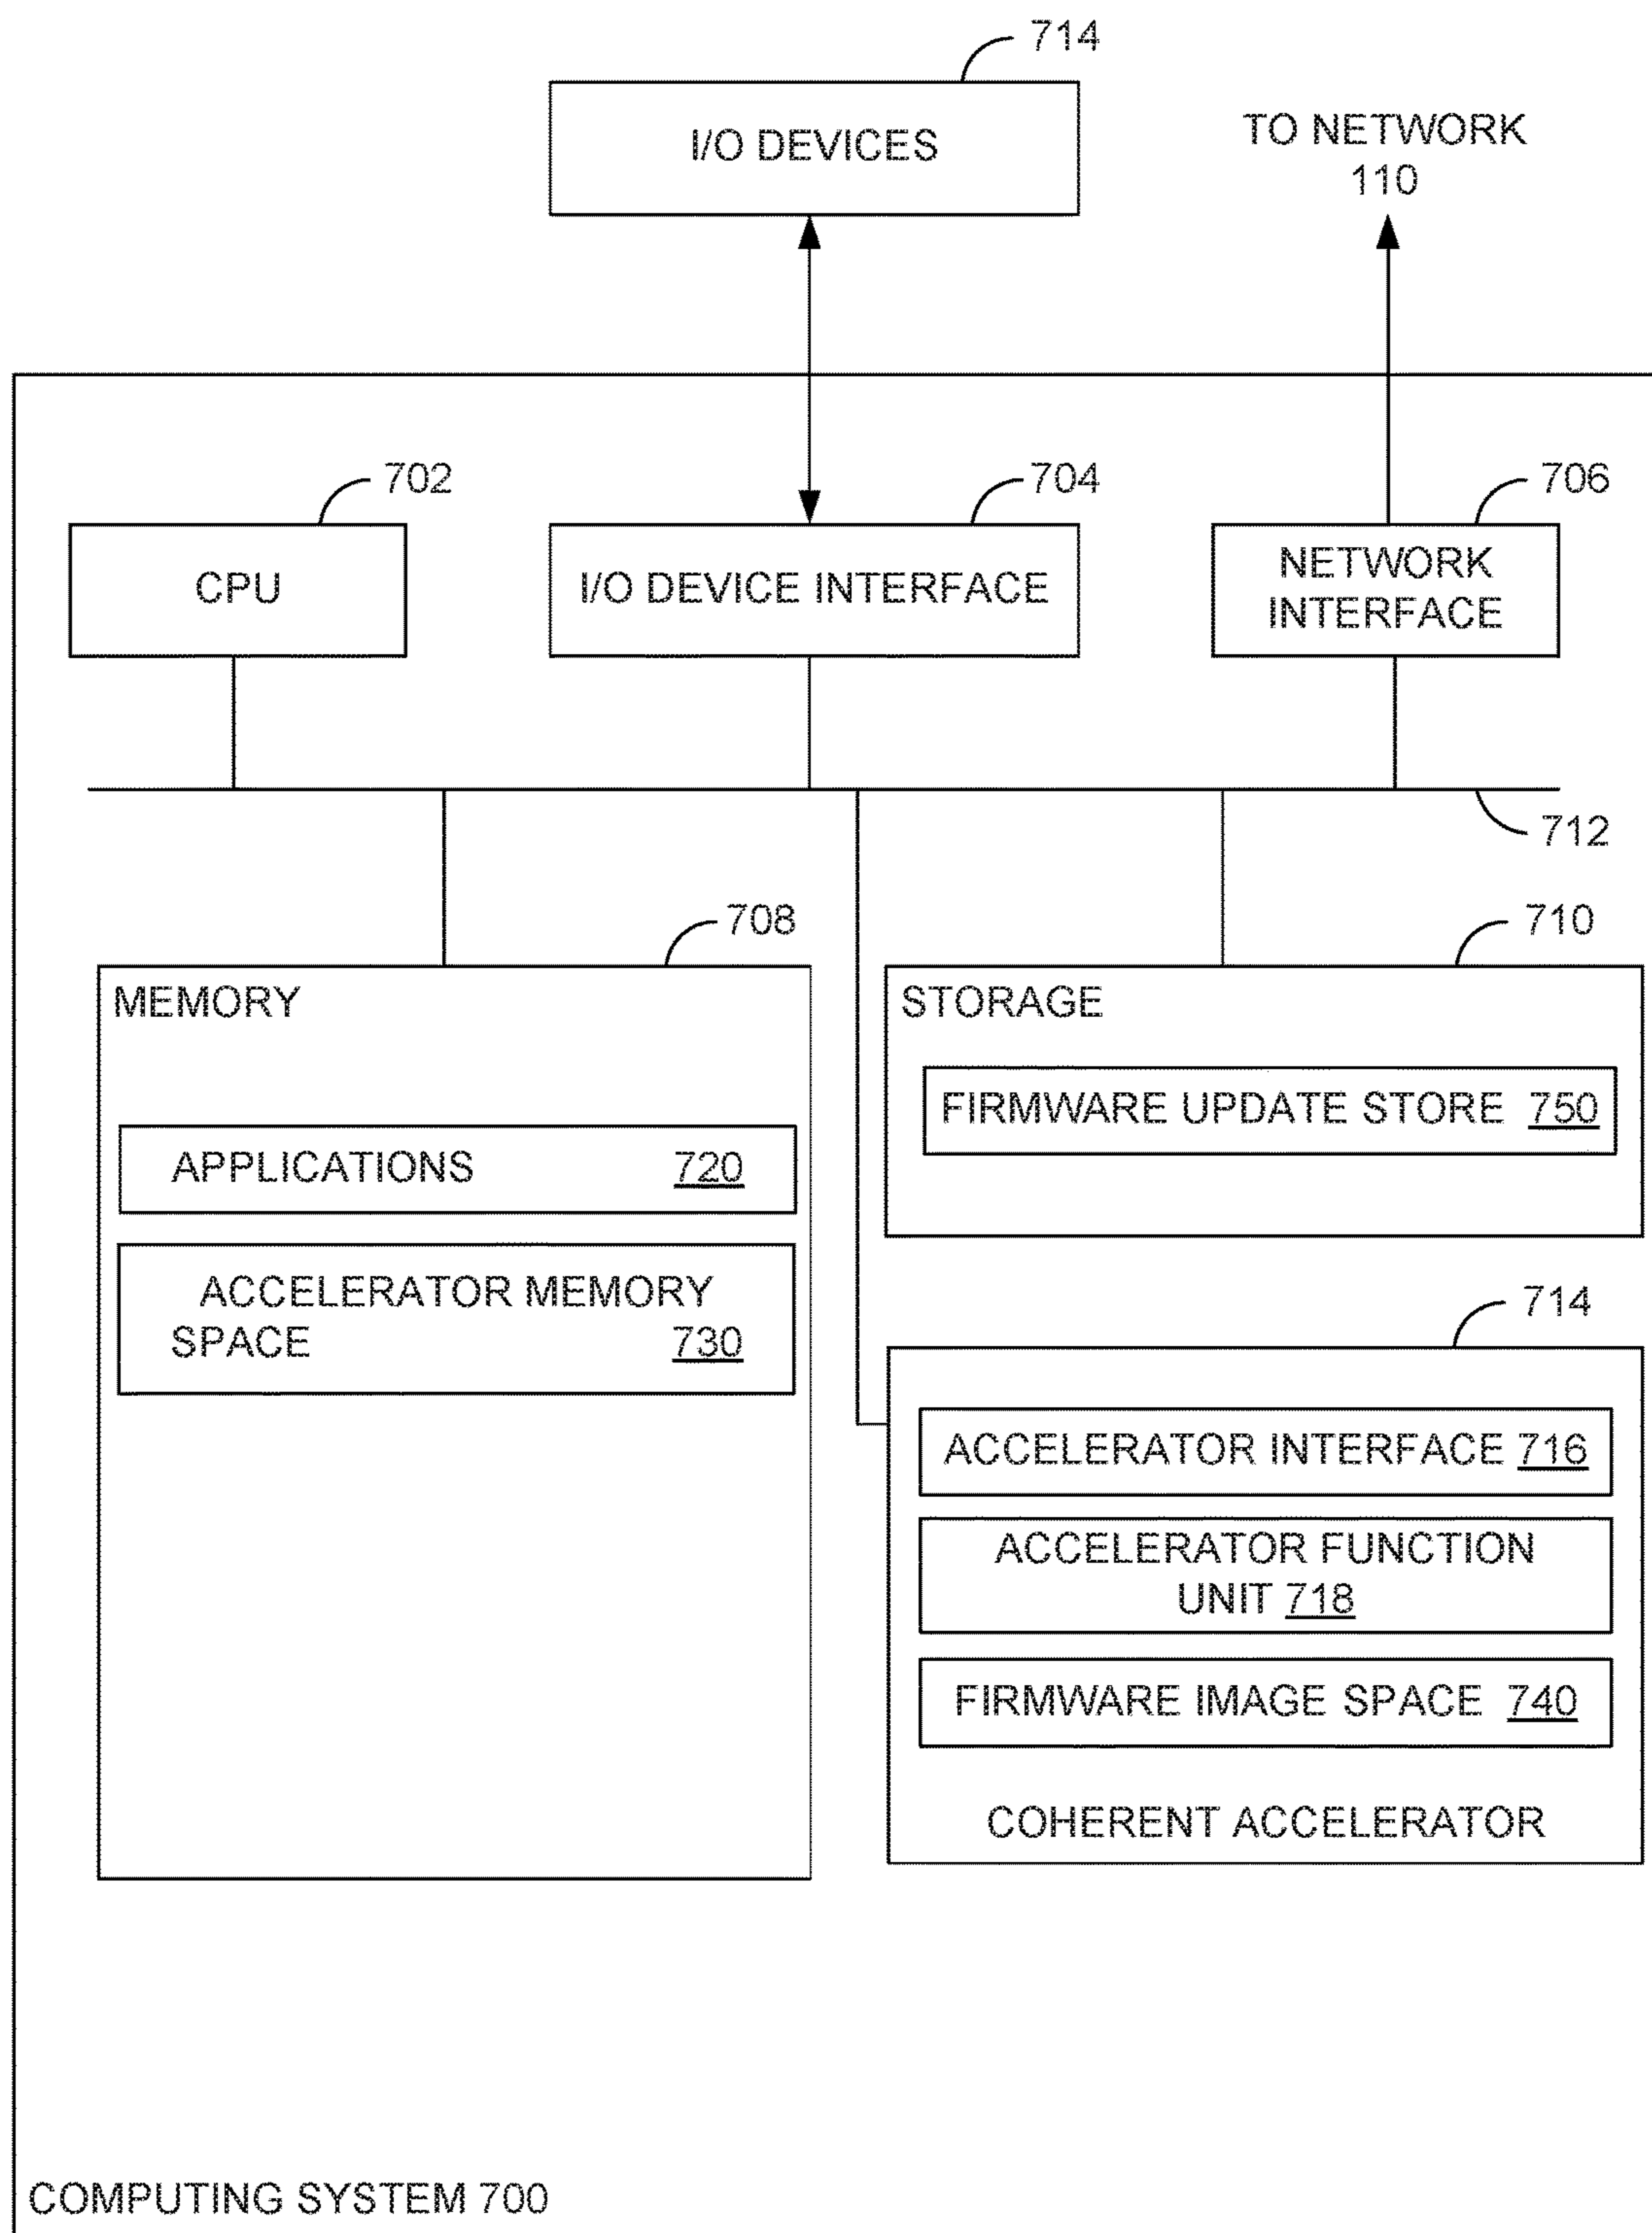 714
I/O DEVICES
TO NETWORK
110
702
704
706
CPU
I/O DEVICE INTERFACE
NETWORK
INTERFACE
712
708
710
MEMORY
STORAGE
FIRMWARE UPDATE STORE 750
APPLICATIONS 720
ACCELERATOR MEMORY
SPACE 730
714
ACCELERATOR INTERFACE 716
ACCELERATOR FUNCTION
UNIT 718
FIRMWARE IMAGE SPACE 740
COHERENT ACCELERATOR
COMPUTING SYSTEM 700